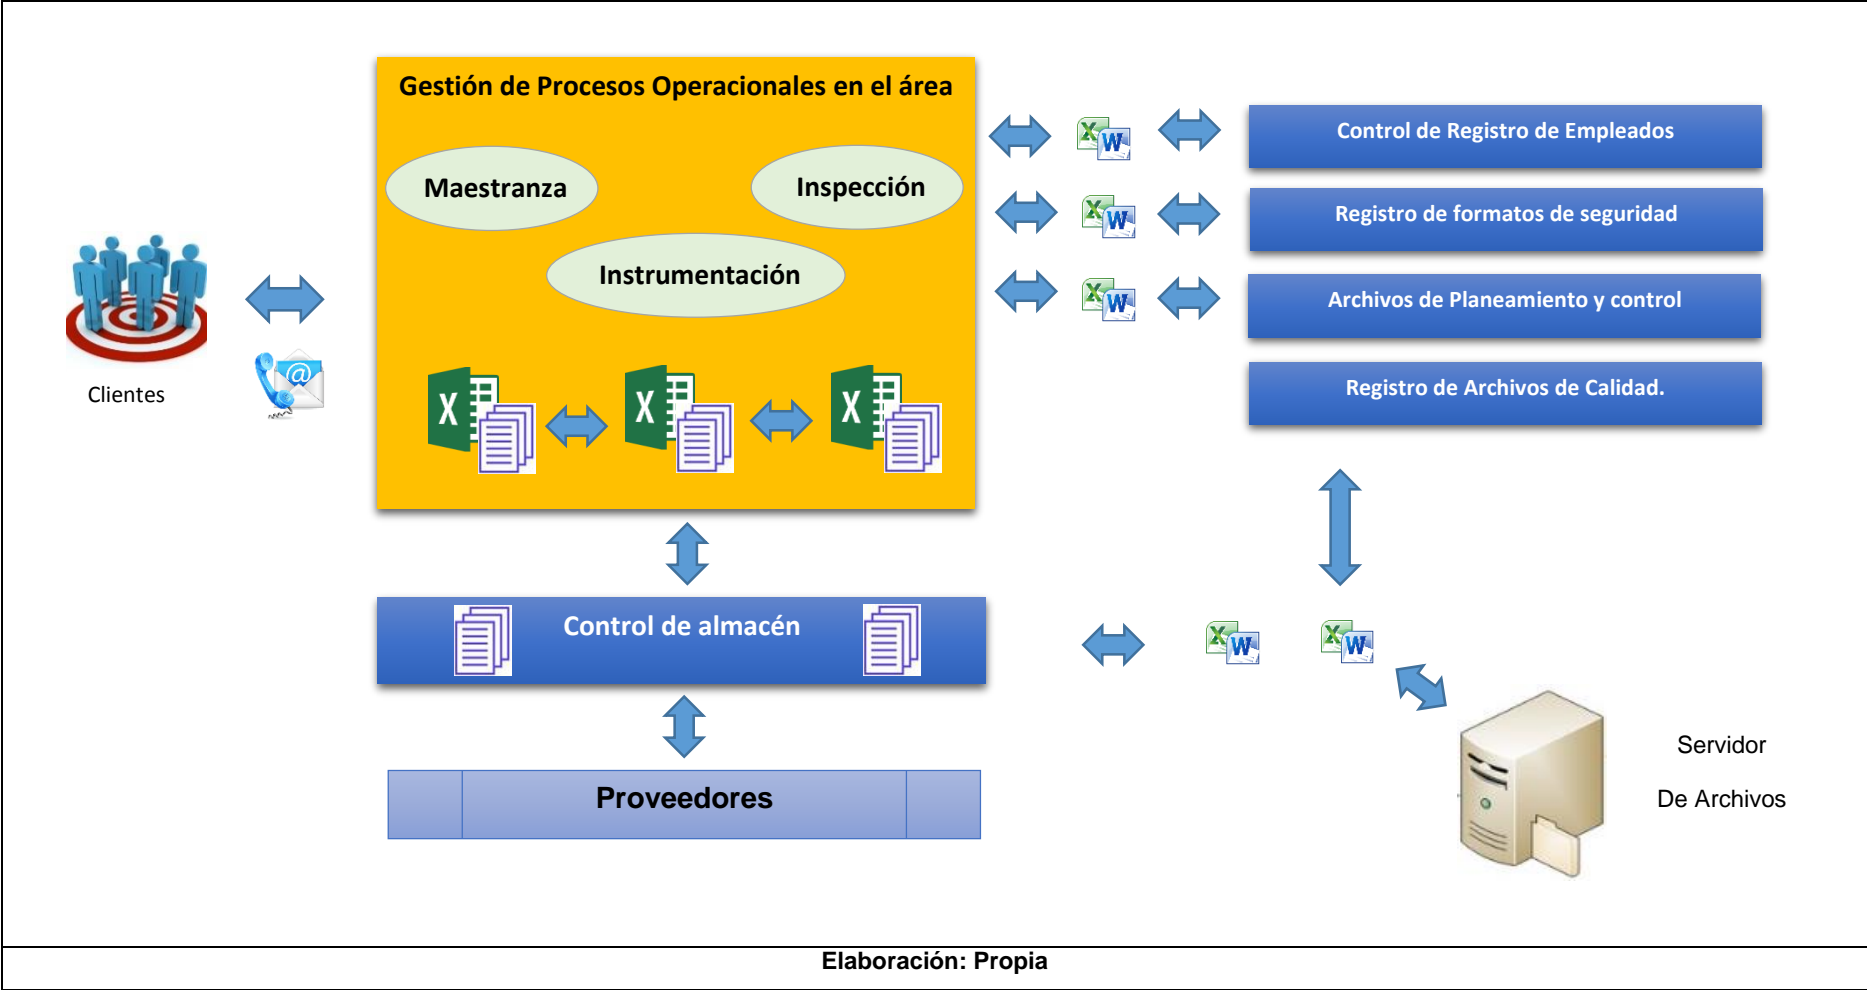 Gestión de Procesos Operacionales en el área
Maestranza
Inspección
Instrumentación
Clientes
Control de Registro de Empleados
Registro de formatos de seguridad
Archivos de Planeamiento y control
Registro de Archivos de Calidad.
Control de almacén
Proveedores
Servidor
De Archivos
Elaboración: Propia